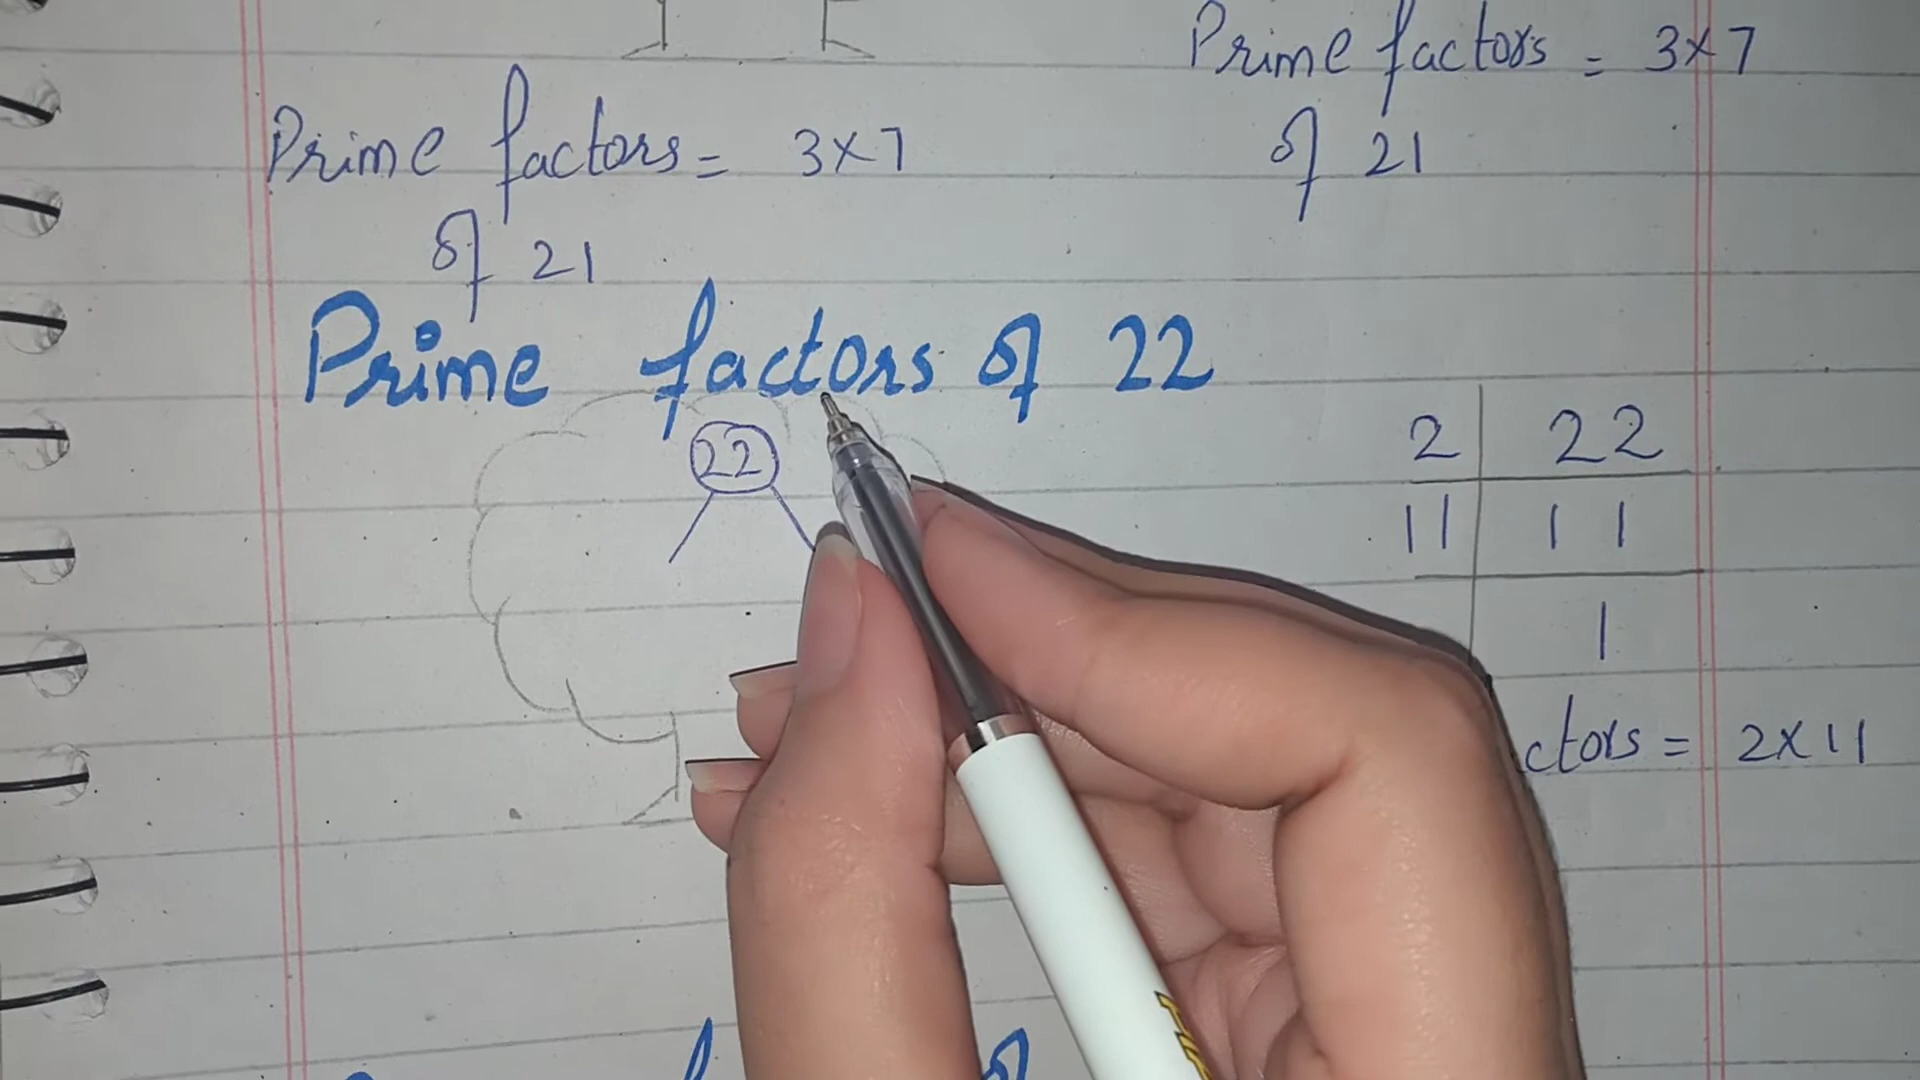 Prime factors = 3×7
of 21
Prime factors = 3×7
of 21
Prime factors of 22
22
2 22
11 11
1
ctors = 2×11